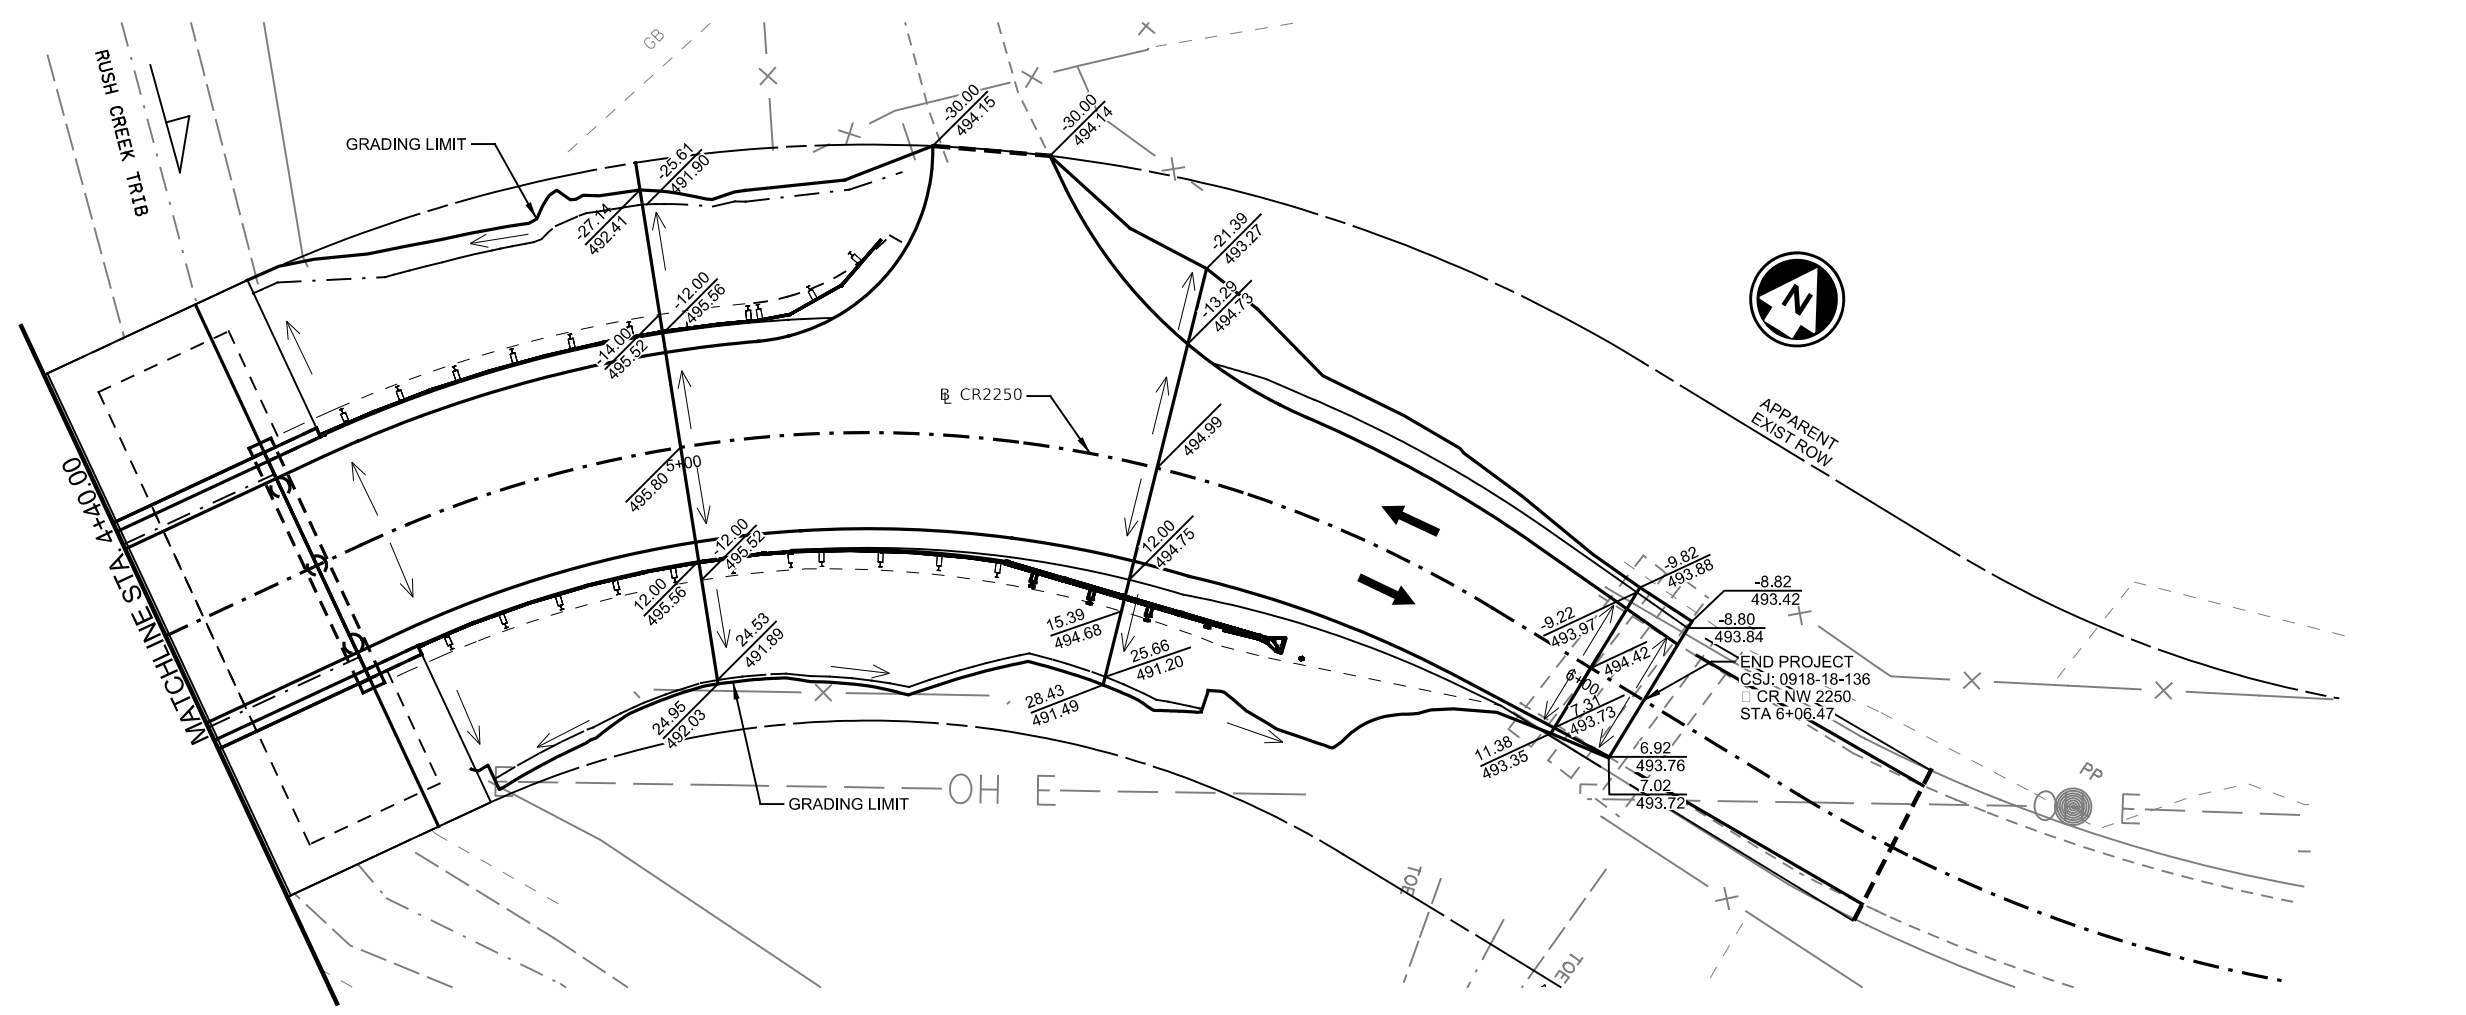 GB
RUSH CREEK TRIB
GRADING LIMIT
-30.00
494.15
-30.00
494.14
-25.61
491.90
-27.14
492.41
-21.39
493.27
-13.29
494.73
-12.00
495.56
-14.00
495.52
N
℄ CR2250
APPARENT
EXIST ROW
494.99
MATCHLINE STA. 4+40.00
5+00
495.80
-12.00
495.52
12.00
494.75
12.00
495.56
-9.82
493.88
-8.82
493.42
-9.22
493.97
-8.80
493.84
15.39
494.68
24.53
491.89
25.66
491.20
494.42
6+00
END PROJECT
CSJ: 0918-18-136
CR NW 2250
STA 6+06.47
28.43
491.49
24.95
492.03
7.31
493.73
11.38
493.35
6.92
493.76
7.02
493.72
GRADING LIMIT
E
OH E
PP
O
E
TOE
TOE